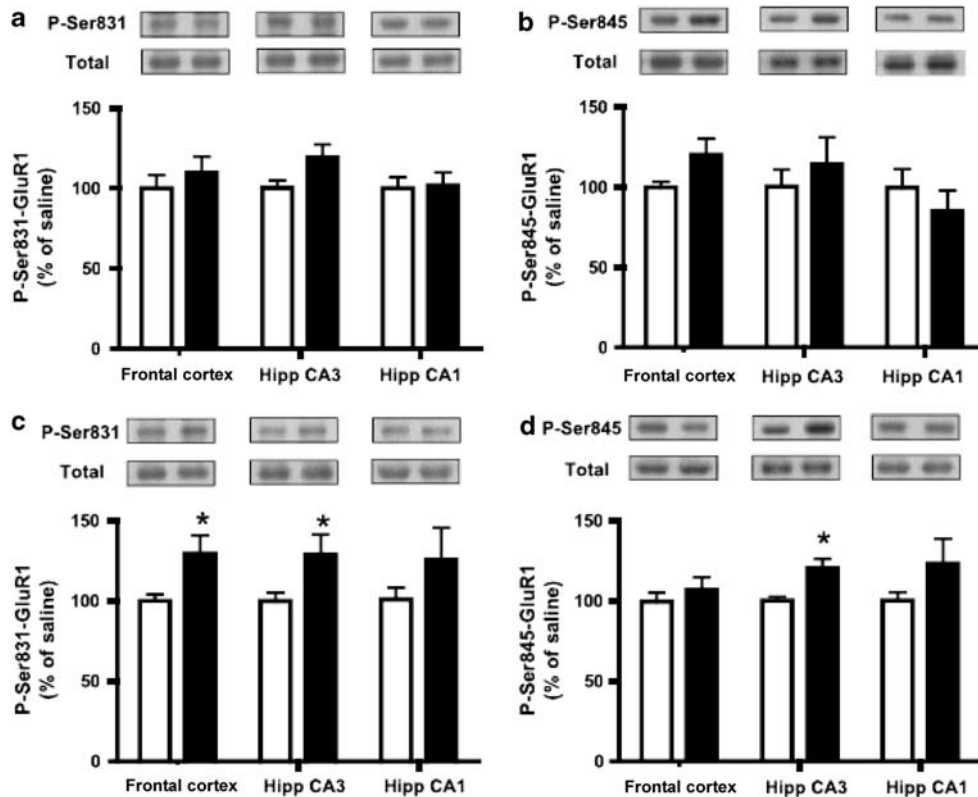 a
P-Ser831
Total
P-Ser831-GluR1
(% of saline)
150
100
50
0
Frontal cortex
Hipp CA3
Hipp CA1
b
P-Ser845
Total
P-Ser845-GluR1
(% of saline)
150
100
50
0
Frontal cortex
Hipp CA3
Hipp CA1
c
P-Ser831
Total
P-Ser831-GluR1
(% of saline)
150
100
50
0
*
*
Frontal cortex
Hipp CA3
Hipp CA1
d
P-Ser845
Total
P-Ser845-GluR1
(% of saline)
150
100
50
0
*
Frontal cortex
Hipp CA3
Hipp CA1